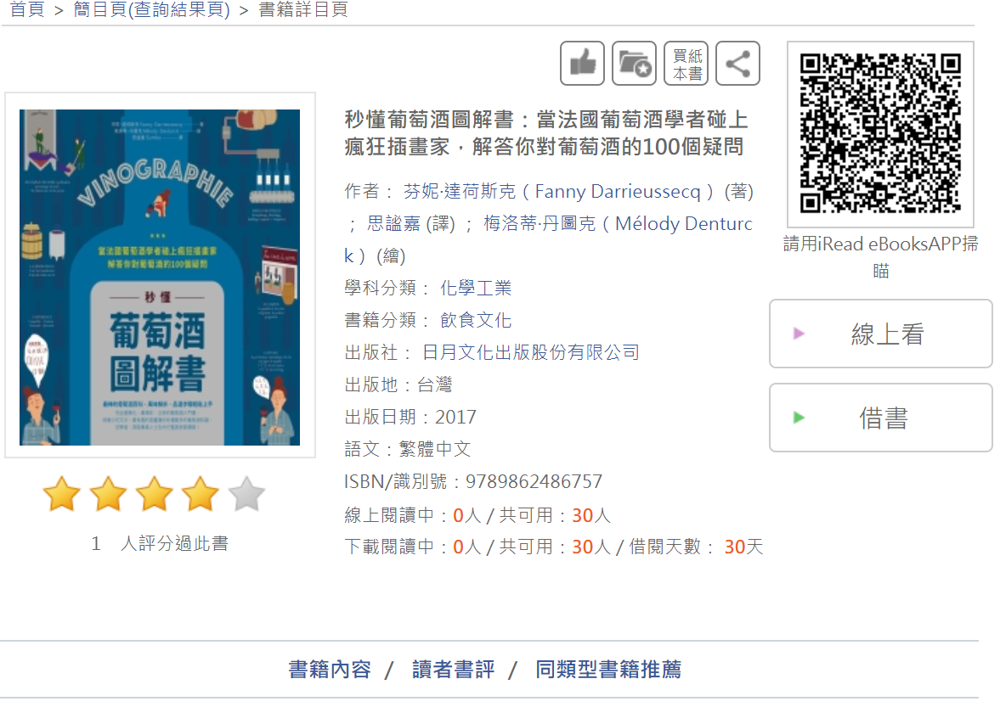 首頁 > 簡目頁(查詢結果頁) > 書籍詳目頁
買紙
本書
秒懂葡萄酒圖解書：當法國葡萄酒學者碰上
瘋狂插畫家，解答你對葡萄酒的100個疑問
作者： 芬妮·達荷斯克（Fanny Darrieussecq）(著)
； 思謐嘉 (譯) ； 梅洛蒂·丹圖克（Mélody Denturc
k）(繪)
學科分類： 化學工業
書籍分類： 飲食文化
出版社： 日月文化出版股份有限公司
出版地：台灣
出版日期：2017
語文：繁體中文
ISBN/識別號：9789862486757
線上閱讀中：0人 / 共可用：30人
下載閱讀中：0人 / 共可用：30人 / 借閱天數： 30天
請用iRead eBooksAPP掃
瞄
線上看
借書
VINOGRAPHIE
當法國葡萄酒學者碰上瘋狂插畫家
解答你對葡萄酒的100個疑問
秒懂
葡萄酒
圖解書
1 人評分過此書
書籍內容 / 讀者書評 / 同類型書籍推薦